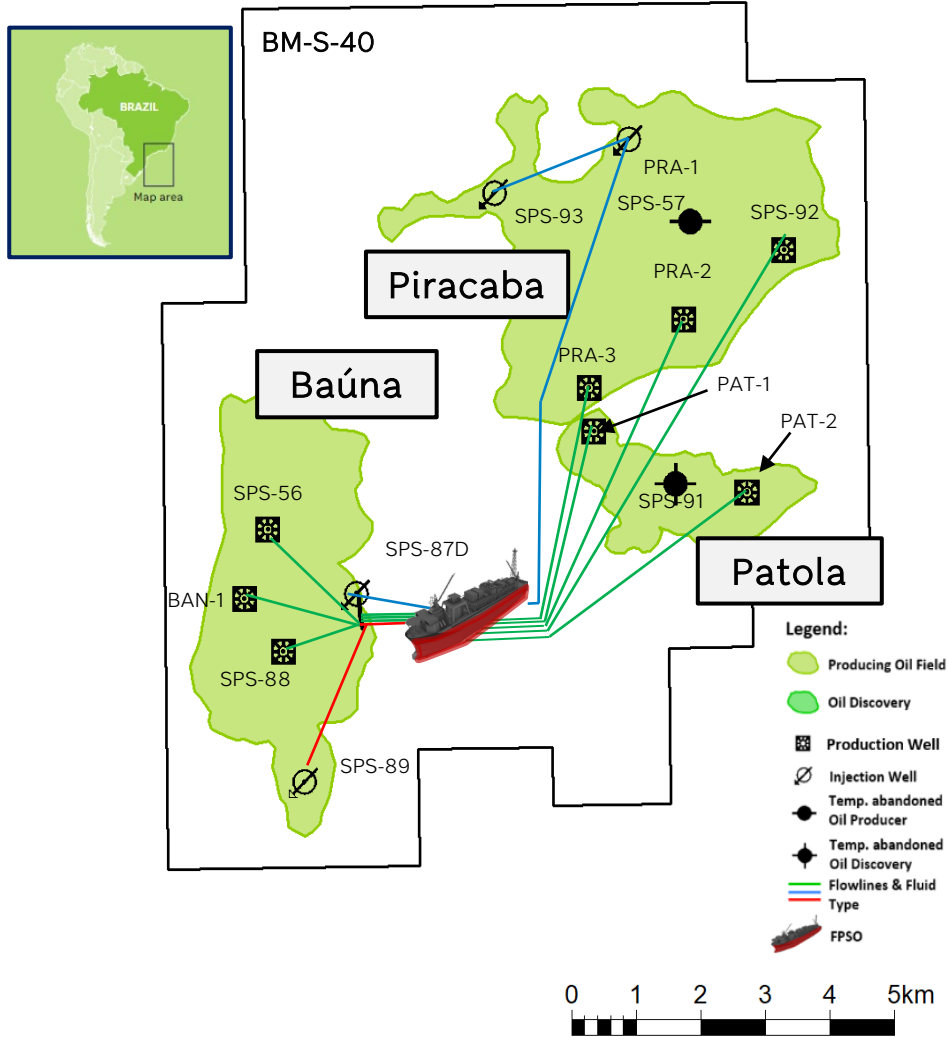 BM-S-40
BRAZIL
Map area
PRA-1
SPS-93
SPS-57
SPS-92
Piracaba
PRA-2
PRA-3
Baúna
PAT-1
PAT-2
SPS-56
SPS-91
SPS-87D
Patola
BAN-1
SPS-88
SPS-89
Legend:
Producing Oil Field
Oil Discovery
Production Well
Injection Well
Temp. abandoned
Oil Producer
Temp. abandoned
Oil Discovery
Flowlines & Fluid
Type
FPSO
0 1 2 3 4 5km